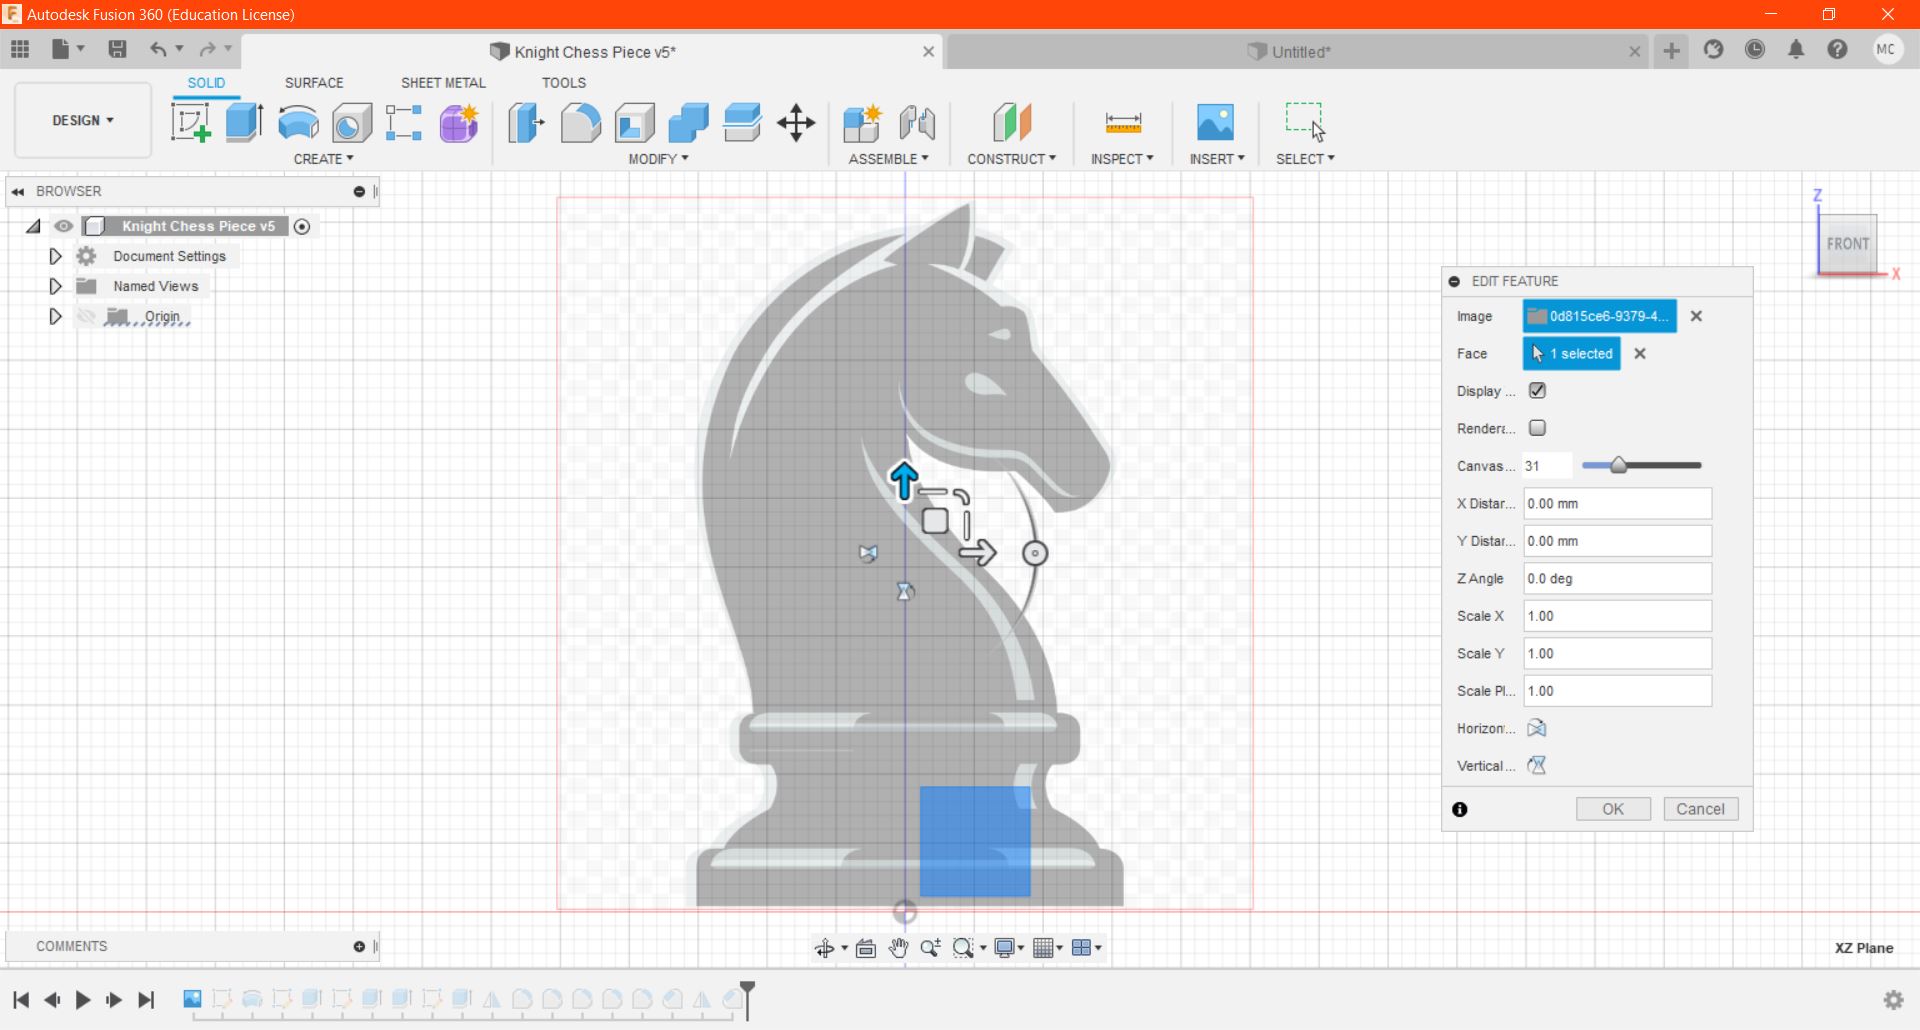 Autodesk Fusion 360 (Education License)
Knight Chess Piece v5*
Untitled*
MC
SOLID
SURFACE
SHEET METAL
TOOLS
DESIGN
CREATE
MODIFY
ASSEMBLE
CONSTRUCT
INSPECT
INSERT
SELECT
BROWSER
Knight Chess Piece v5
Document Settings
Named Views
Origin
Z
FRONT
X
EDIT FEATURE
Image 0d815ce6-9379-4...
Face 1 selected
Display ...
Rendera...
Canvas... 31
X Distan... 0.00 mm
Y Distan... 0.00 mm
Z Angle 0.0 deg
Scale X 1.00
Scale Y 1.00
Scale Pl... 1.00
Horizon...
Vertical ...
OK Cancel
COMMENTS
XZ Plane